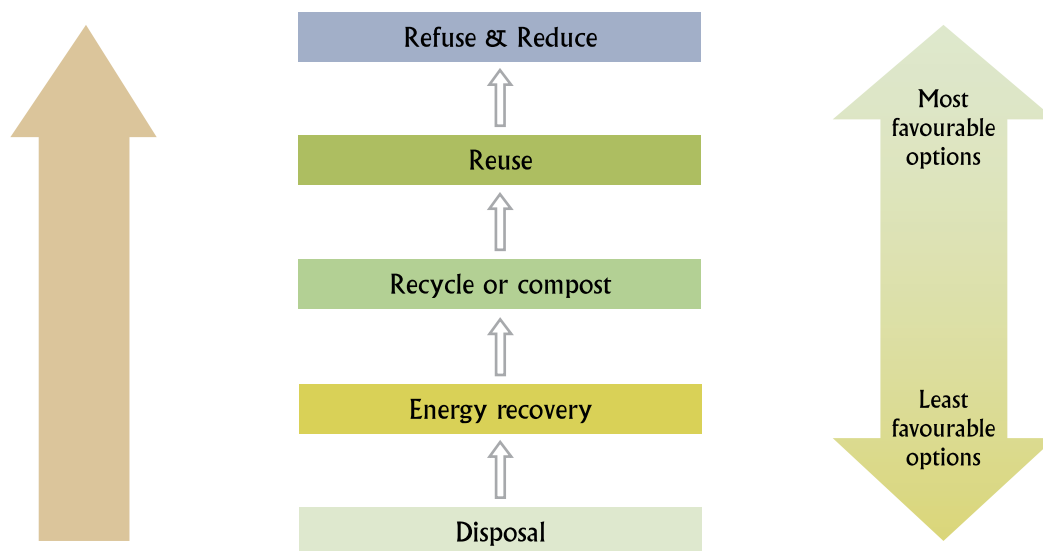 Refuse & Reduce
Most
favourable
options
Reuse
Recycle or compost
Energy recovery
Least
favourable
options
Disposal